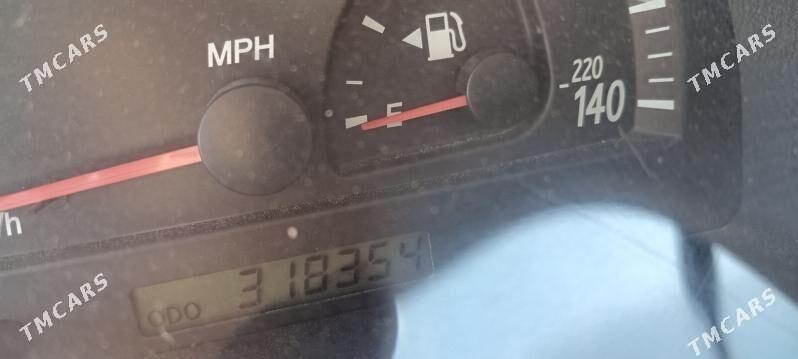 TMCARS
TMCARS
MPH
E
220
140
/h
ODO 318354
TMCARS
TMCARS